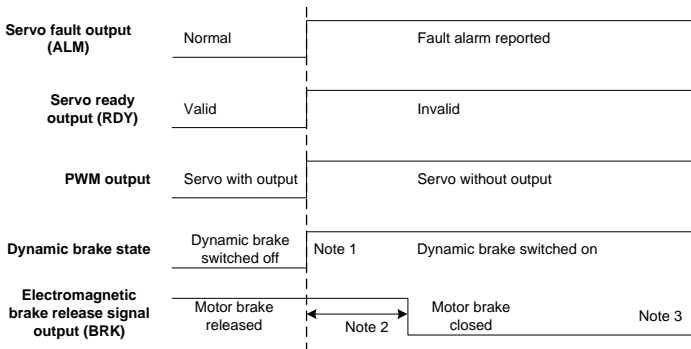 Servo fault output
(ALM)
Normal
Fault alarm reported
Servo ready
output (RDY)
Valid
Invalid
PWM output
Servo with output
Servo without output
Dynamic brake state
Dynamic brake
switched off
Note 1
Dynamic brake switched on
Electromagnetic
brake release signal
output (BRK)
Motor brake
released
Note 2
Motor brake
closed
Note 3